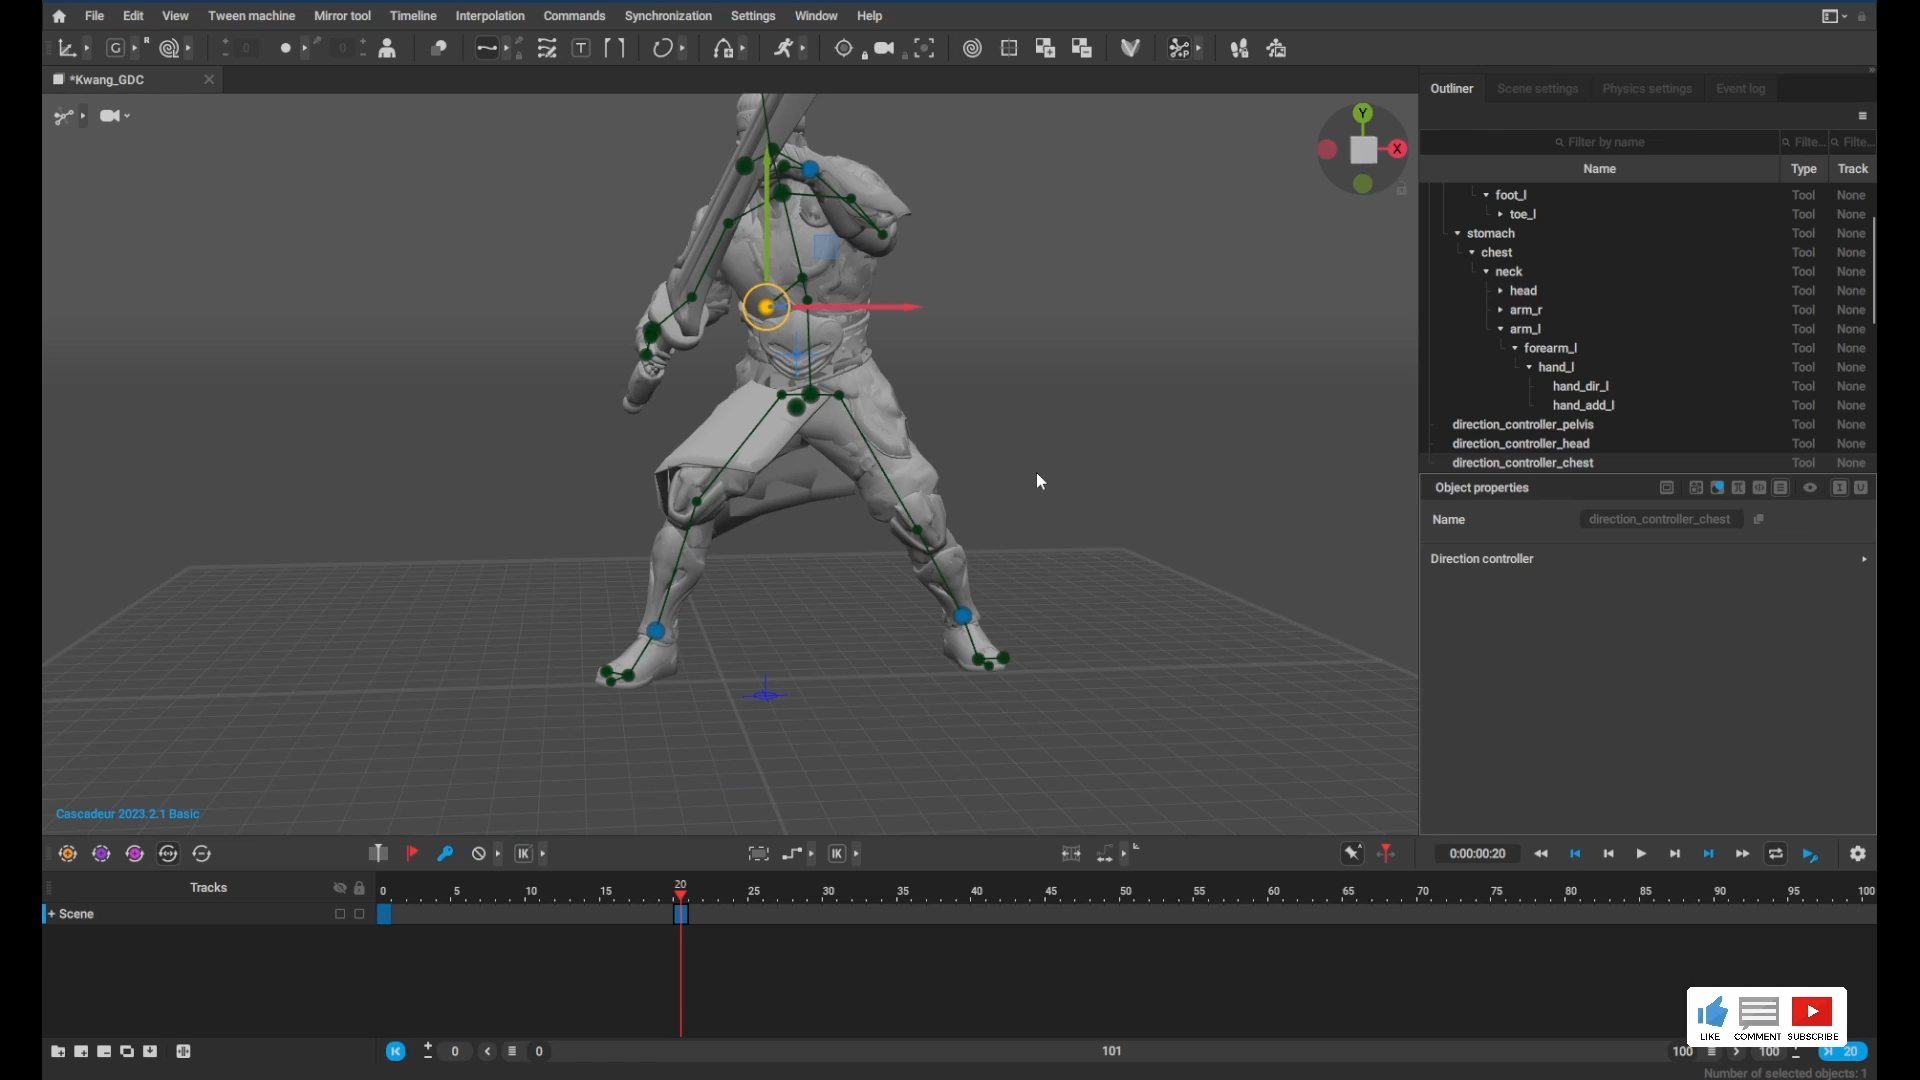 File Edit View Tween machine Mirror tool Timeline Interpolation Commands Synchronization Settings Window Help
G R 0 0 T
*Kwang_GDC
Outliner Scene settings Physics settings Event log
Y
X
Filter by name Filte... Filte...
Name Type Track
foot_l Tool None
toe_l Tool None
stomach Tool None
chest Tool None
neck Tool None
head Tool None
arm_r Tool None
arm_l Tool None
forearm_l Tool None
hand_l Tool None
hand_dir_l Tool None
hand_add_l Tool None
direction_controller_pelvis Tool None
direction_controller_head Tool None
direction_controller_chest Tool None
Object properties
Name direction_controller_chest
Direction controller
Cascadeur 2023.2.1 Basic
IK IK 0:00:00:20
Tracks 0 5 10 15 20 25 30 35 40 45 50 55 60 65 70 75 80 85 90 95 100
+ Scene
LIKE COMMENT SUBSCRIBE
0 0 101 100 100 20
Number of selected objects: 1